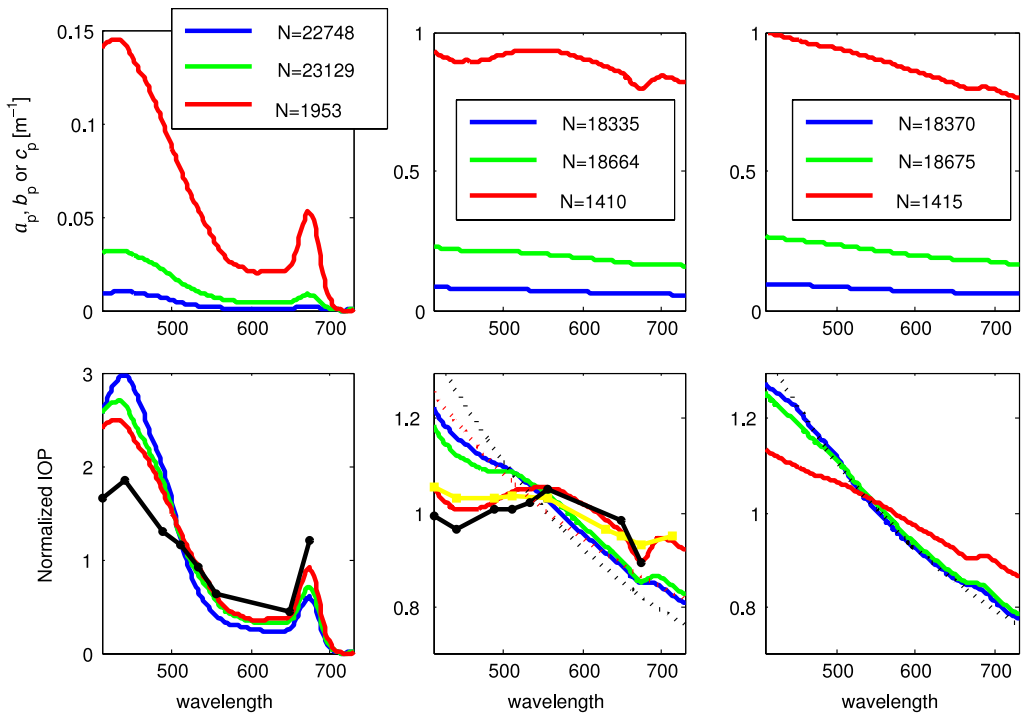 0.15
0.1
0.05
0
500
600
700
a_p, b_p or c_p [m⁻¹]
N=22748
N=23129
N=1953
1
0.5
0
500
600
700
N=18335
N=18664
N=1410
1
0.5
0
500
600
700
N=18370
N=18675
N=1415
3
2
1
0
500
600
700
Normalized IOP
wavelength
1.2
1
0.8
500
600
700
wavelength
1.2
1
0.8
500
600
700
wavelength